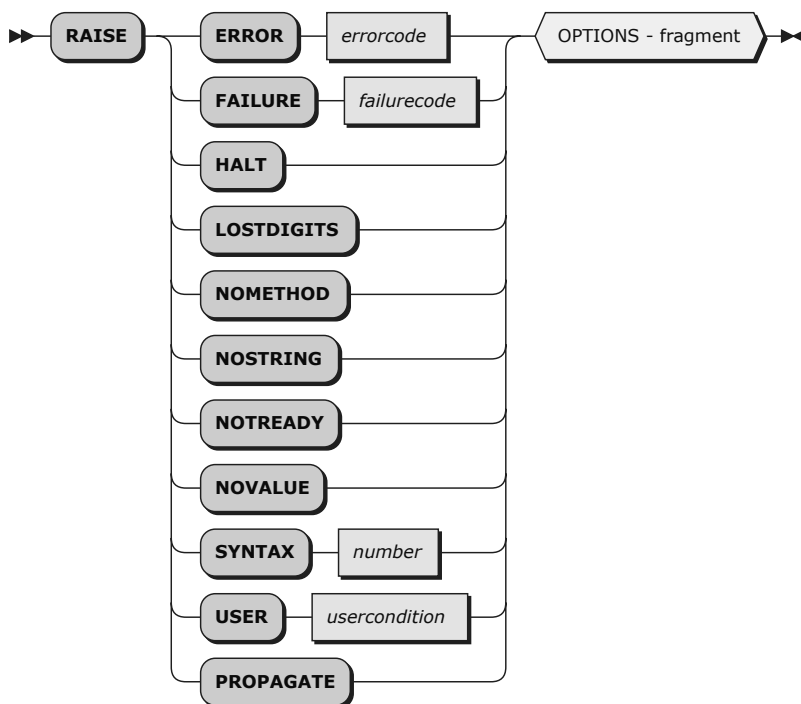 RAISE ERROR errorcode OPTIONS - fragment
FAILURE failurecode
HALT
LOSTDIGITS
NOMETHOD
NOSTRING
NOTREADY
NOVALUE
SYNTAX number
USER usercondition
PROPAGATE